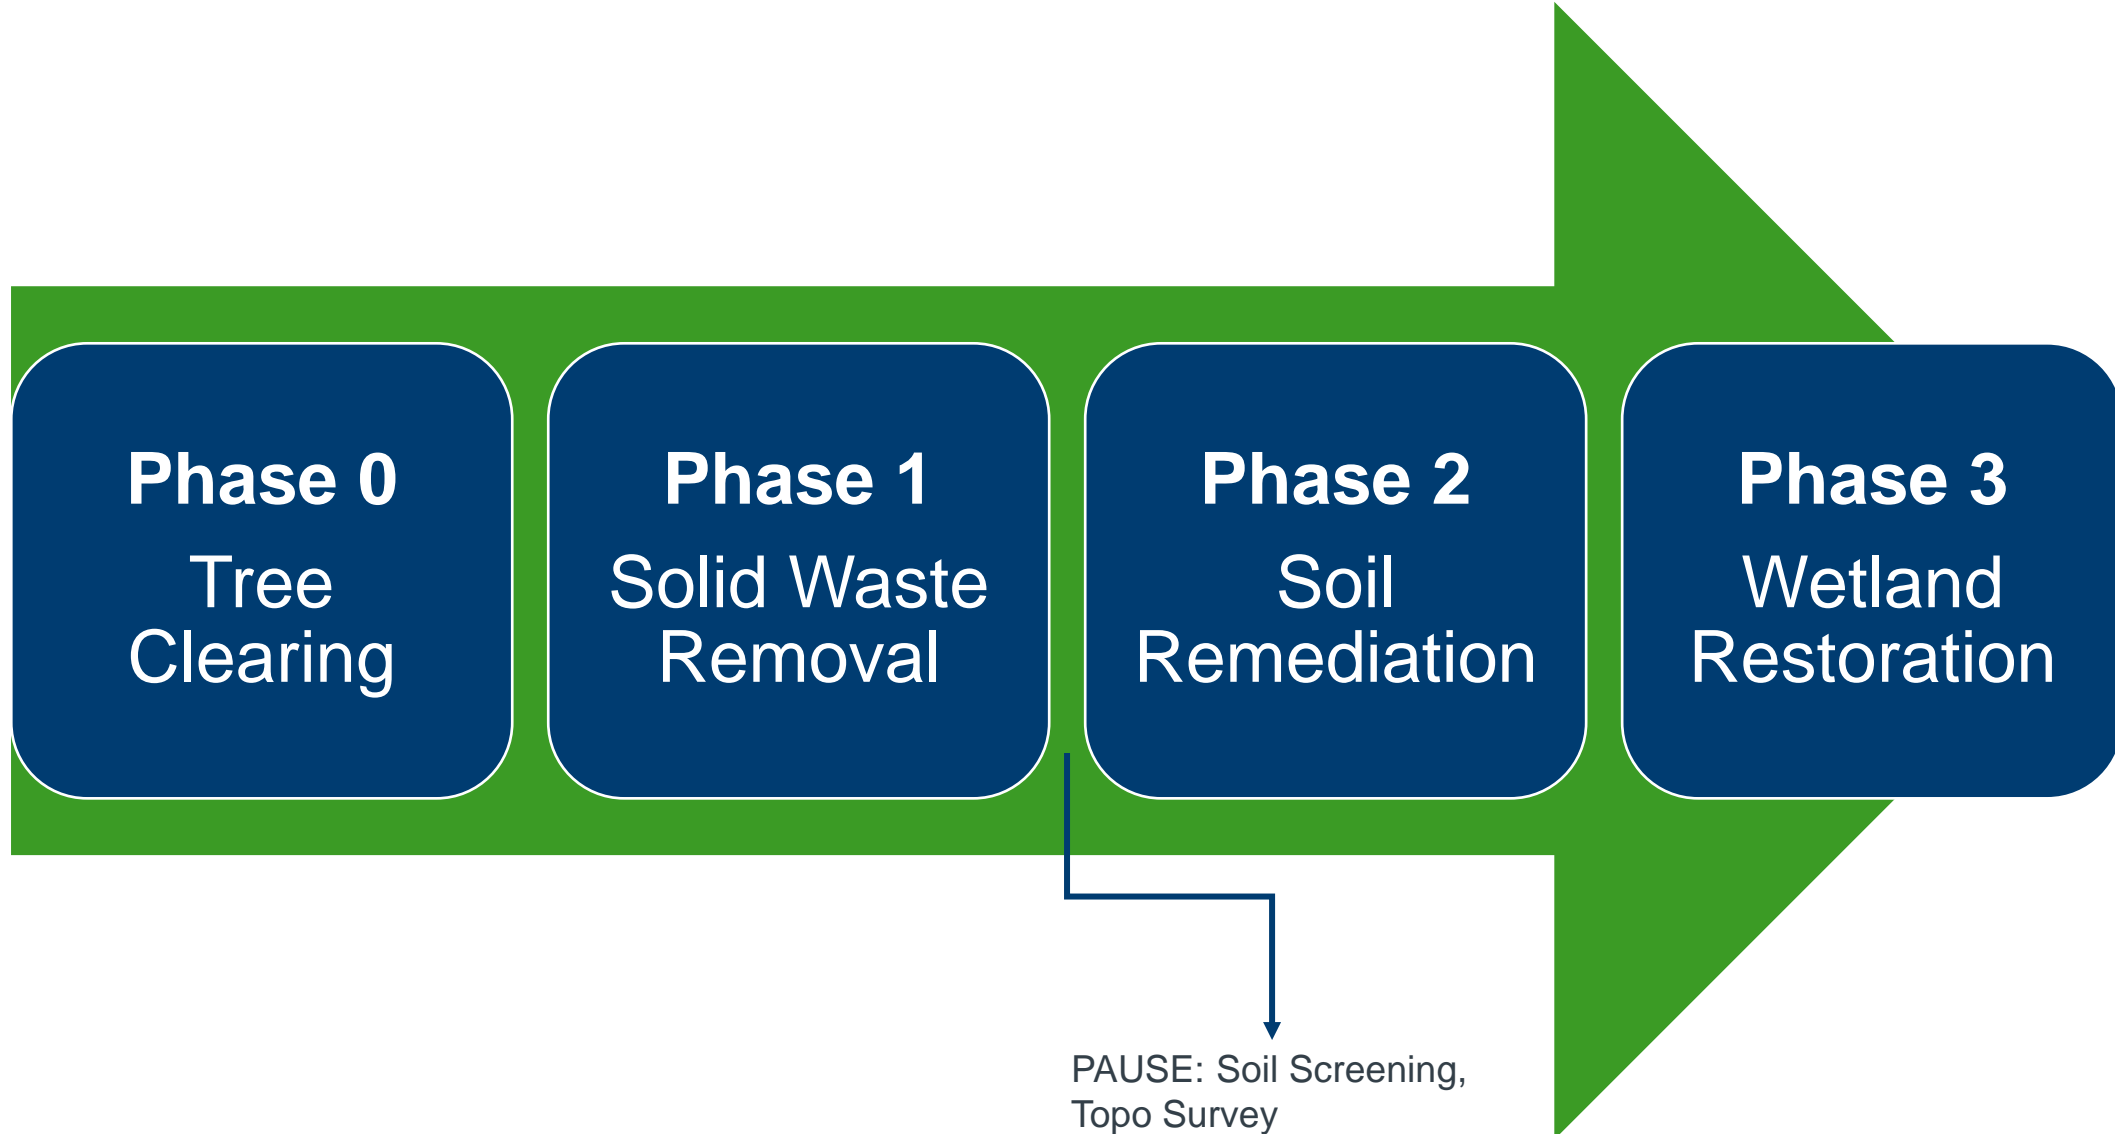 Phase 0
Tree
Clearing
Phase 1
Solid Waste
Removal
Phase 2
Soil
Remediation
Phase 3
Wetland
Restoration
PAUSE: Soil Screening,
Topo Survey